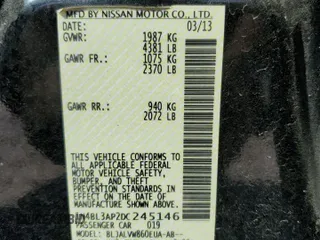 MFD BY NISSAN MOTOR CO., LTD.
DATE: 03/13
GVWR: 1987 KG
4381 LB
GAWR FR: 1075 KG
2370 LB
GAWR RR: 940 KG
2072 LB
THIS VEHICLE CONFORMS TO
ALL APPLICABLE FEDERAL
MOTOR VEHICLE SAFETY,
BUMPER, AND THEFT
PREVENTION STANDARDS IN
EFFECT ON THE DATE OF
MANUFACTURE SHOWN ABOVE.
4BL3AP2DC245146
PASSENGER CAR 019
MODEL: